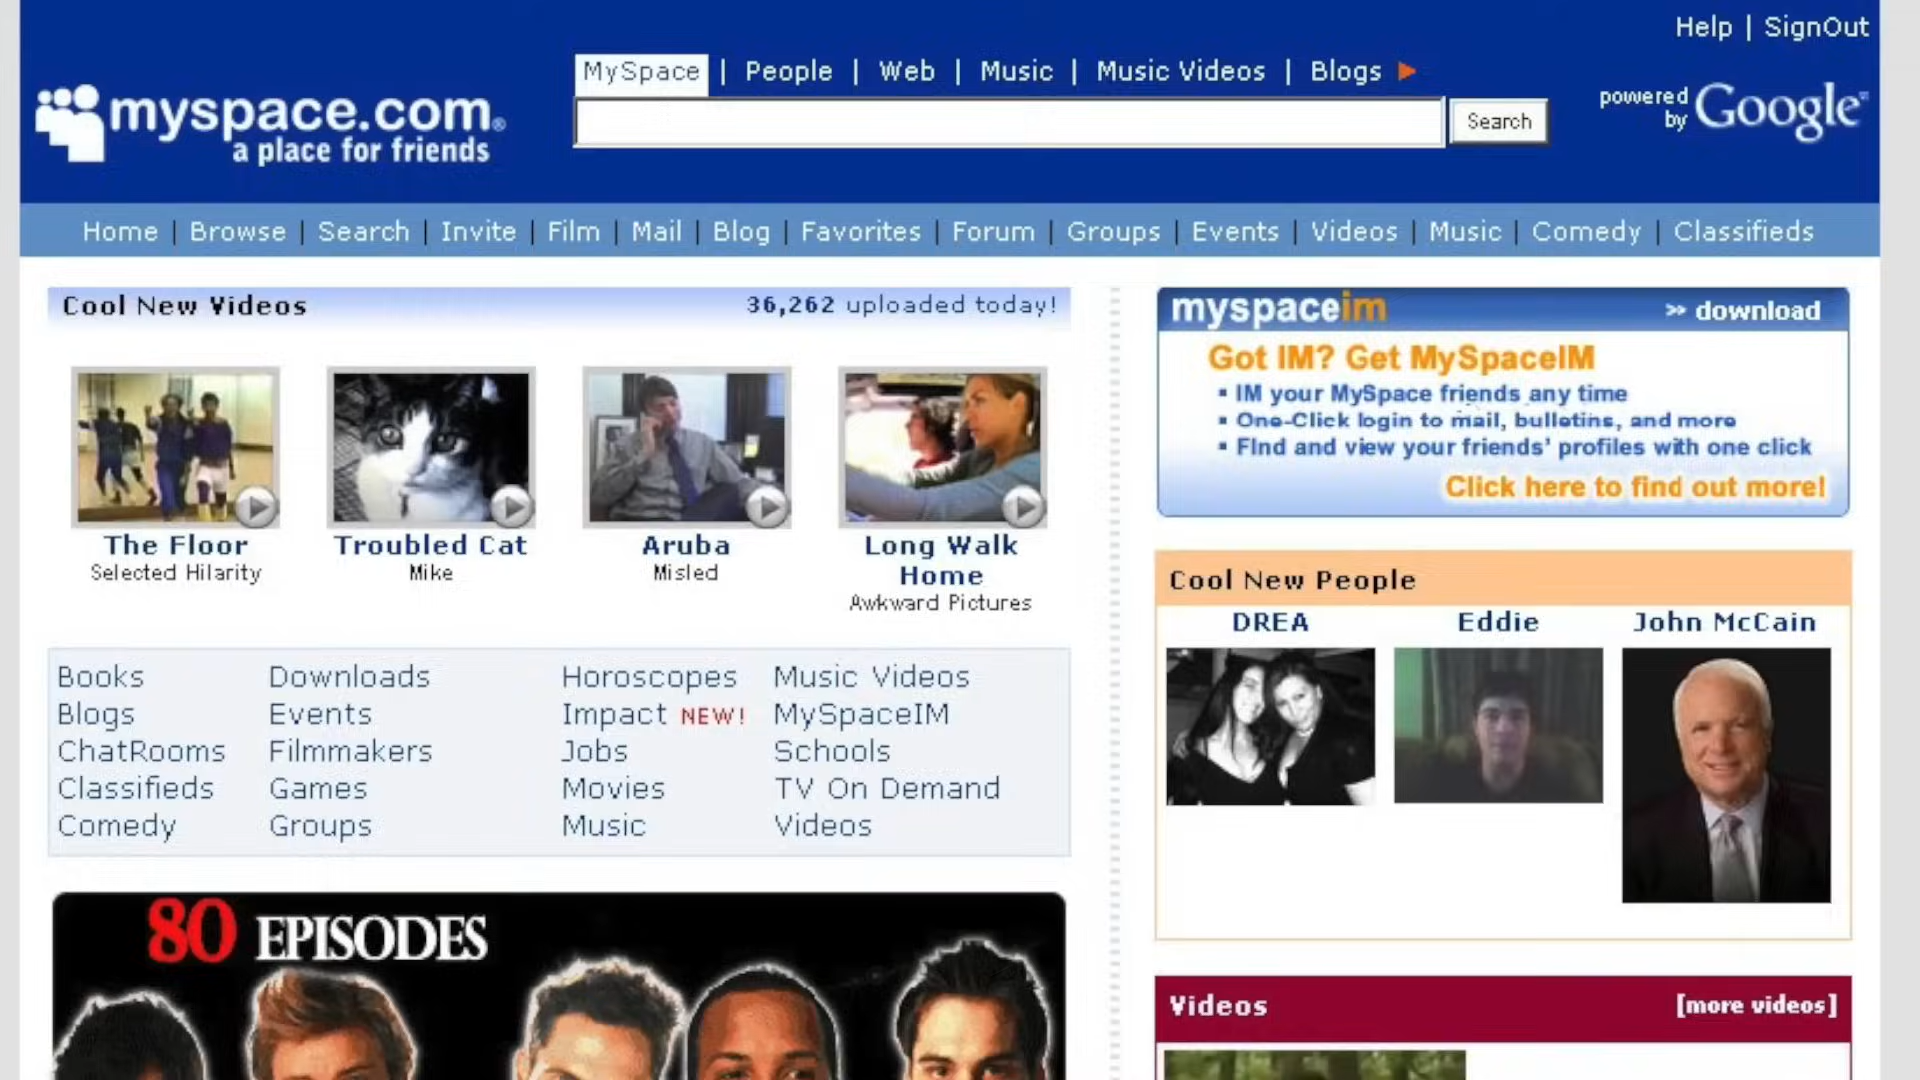 Help | SignOut
MySpace | People | Web | Music | Music Videos | Blogs
myspace.com®
a place for friends
Search
powered by Google
Home | Browse | Search | Invite | Film | Mail | Blog | Favorites | Forum | Groups | Events | Videos | Music | Comedy | Classifieds
Cool New Videos 36,262 uploaded today!
The Floor
Selected Hilarity
Troubled Cat
Mike
Aruba
Misled
Long Walk
Home
Awkward Pictures
Books Downloads Horoscopes Music Videos
Blogs Events Impact NEW! MySpaceIM
ChatRooms Filmmakers Jobs Schools
Classifieds Games Movies TV On Demand
Comedy Groups Music Videos
80 EPISODES
myspaceim >> download
Got IM? Get MySpaceIM
▪ IM your MySpace friends any time
▪ One-Click login to mail, bulletins, and more
▪ Find and view your friends' profiles with one click
Click here to find out more!
Cool New People
DREA Eddie John McCain
Videos [more videos]